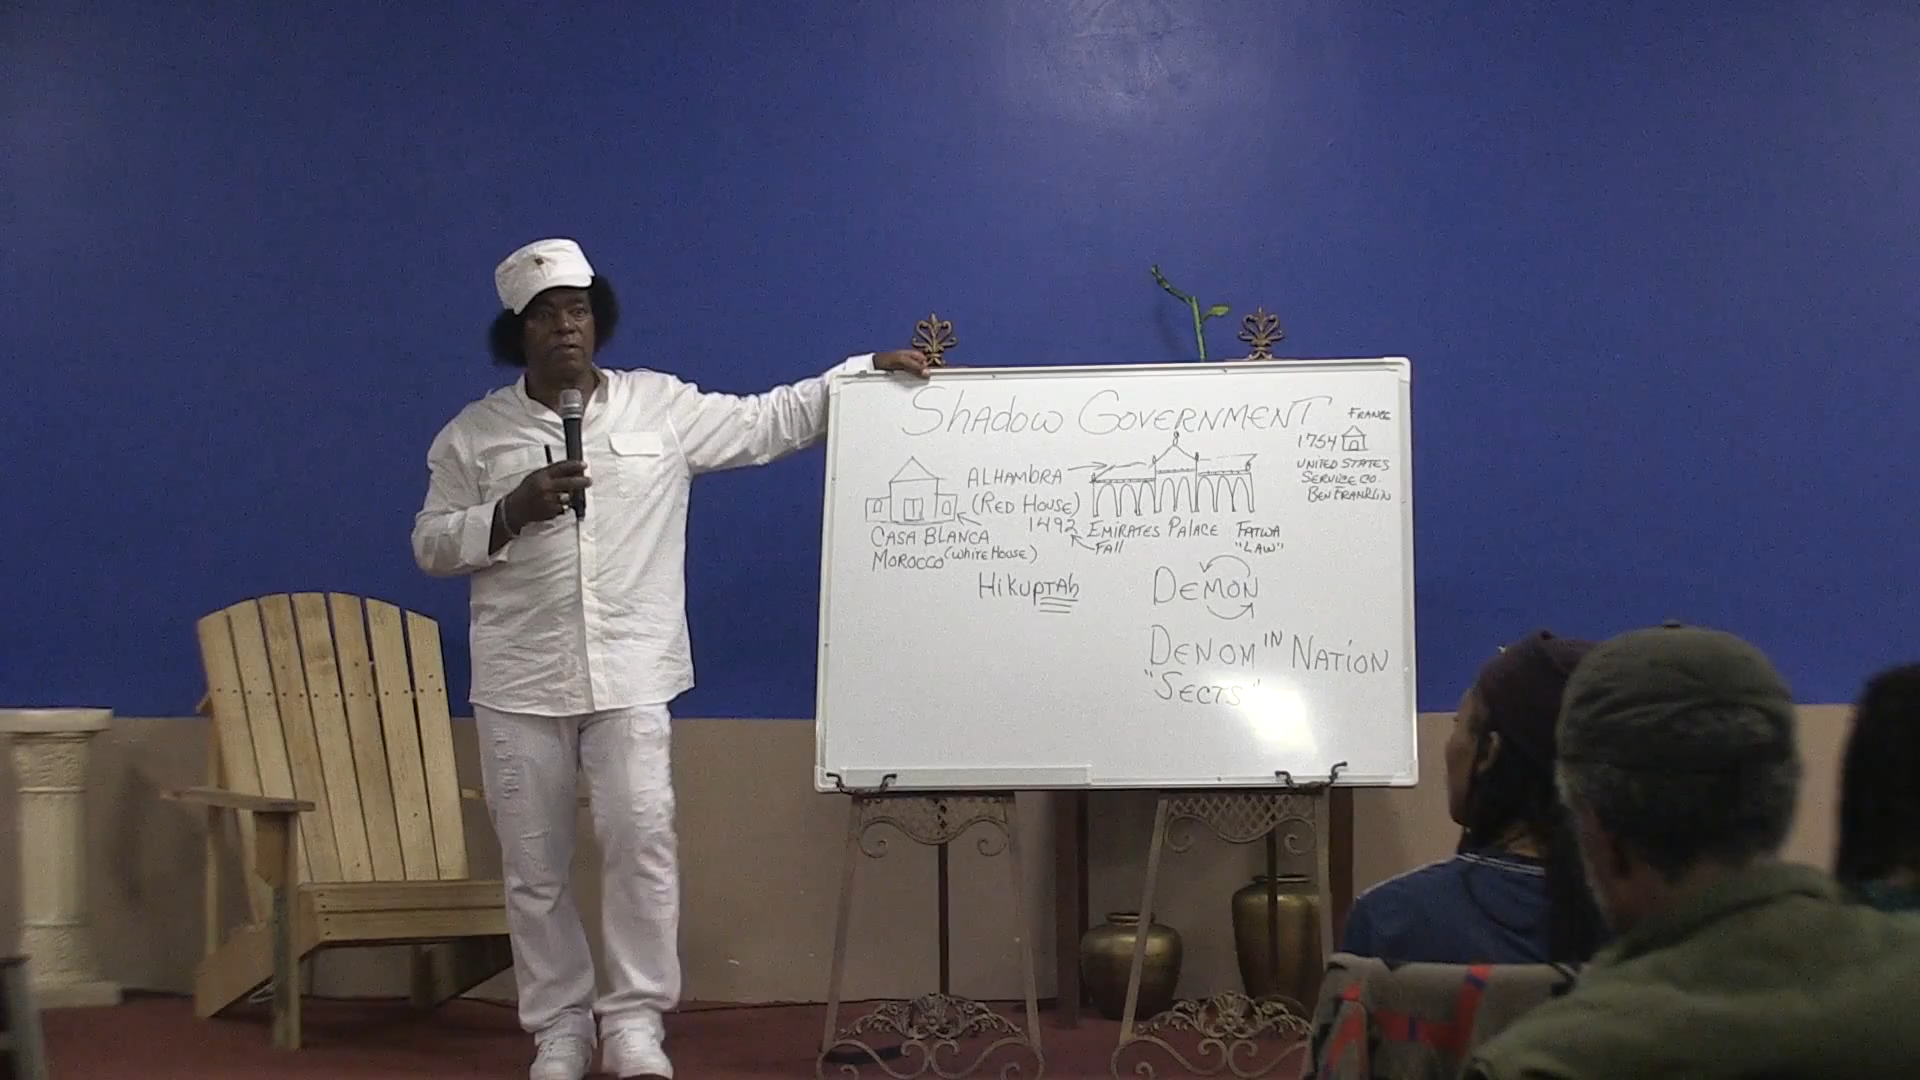 Shadow Government
France
1754
United States
Service Co.
Ben Franklin
Alhambra
(Red House)
1492
Fall
Casa Blanca
Morocco (White House)
Emirates Palace
Fatwa
"Law"
Hikuptah
Demon
Denom in Nation
"Sects"